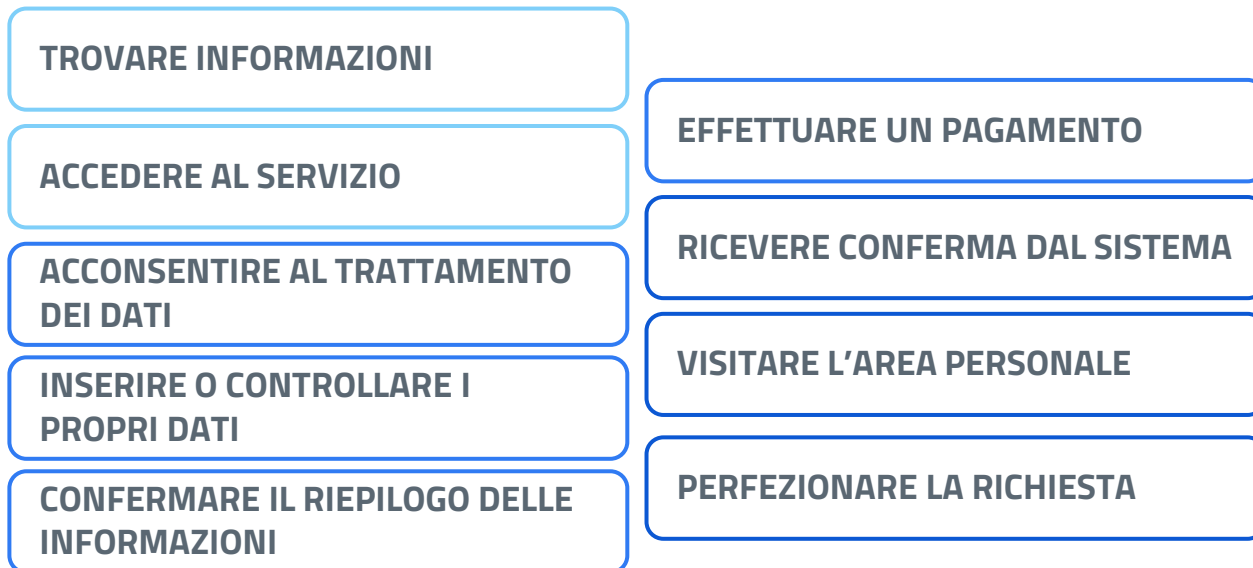 TROVARE INFORMAZIONI
ACCEDERE AL SERVIZIO
ACCONSENTIRE AL TRATTAMENTO
DEI DATI
INSERIRE O CONTROLLARE I
PROPRI DATI
CONFERMARE IL RIEPILOGO DELLE
INFORMAZIONI
EFFETTUARE UN PAGAMENTO
RICEVERE CONFERMA DAL SISTEMA
VISITARE L’AREA PERSONALE
PERFEZIONARE LA RICHIESTA